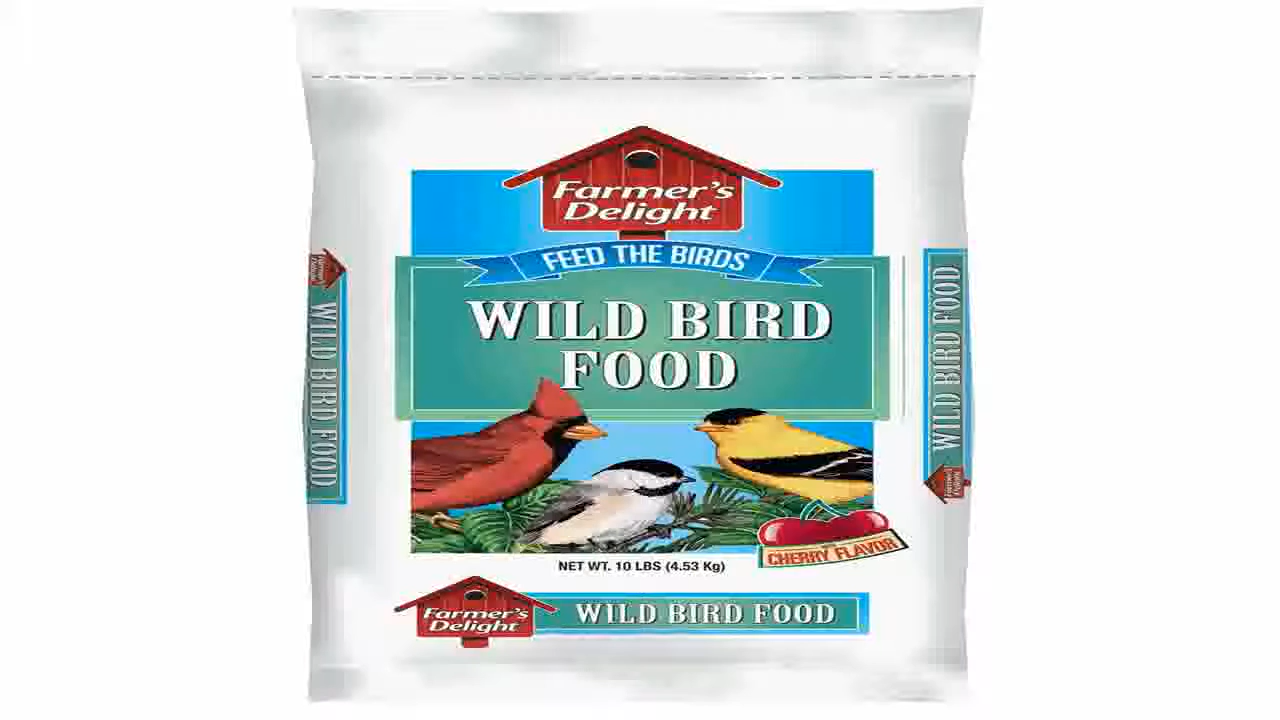 Farmer's
Delight
FEED THE BIRDS
WILD BIRD
FOOD
WILD BIRD FOOD
WILD BIRD FOOD
CHERRY FLAVOR
NET WT. 10 LBS (4.53 Kg)
Farmer's
Delight
WILD BIRD FOOD